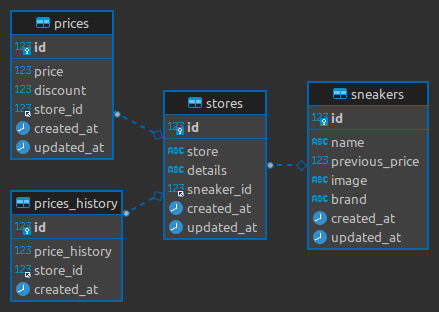 prices
123 id
123 price
123 discount
123 store_id
created_at
updated_at
prices_history
123 id
123 price_history
123 store_id
created_at
stores
123 id
ABC store
ABC details
123 sneaker_id
created_at
updated_at
sneakers
123 id
ABC name
123 previous_price
ABC image
ABC brand
created_at
updated_at